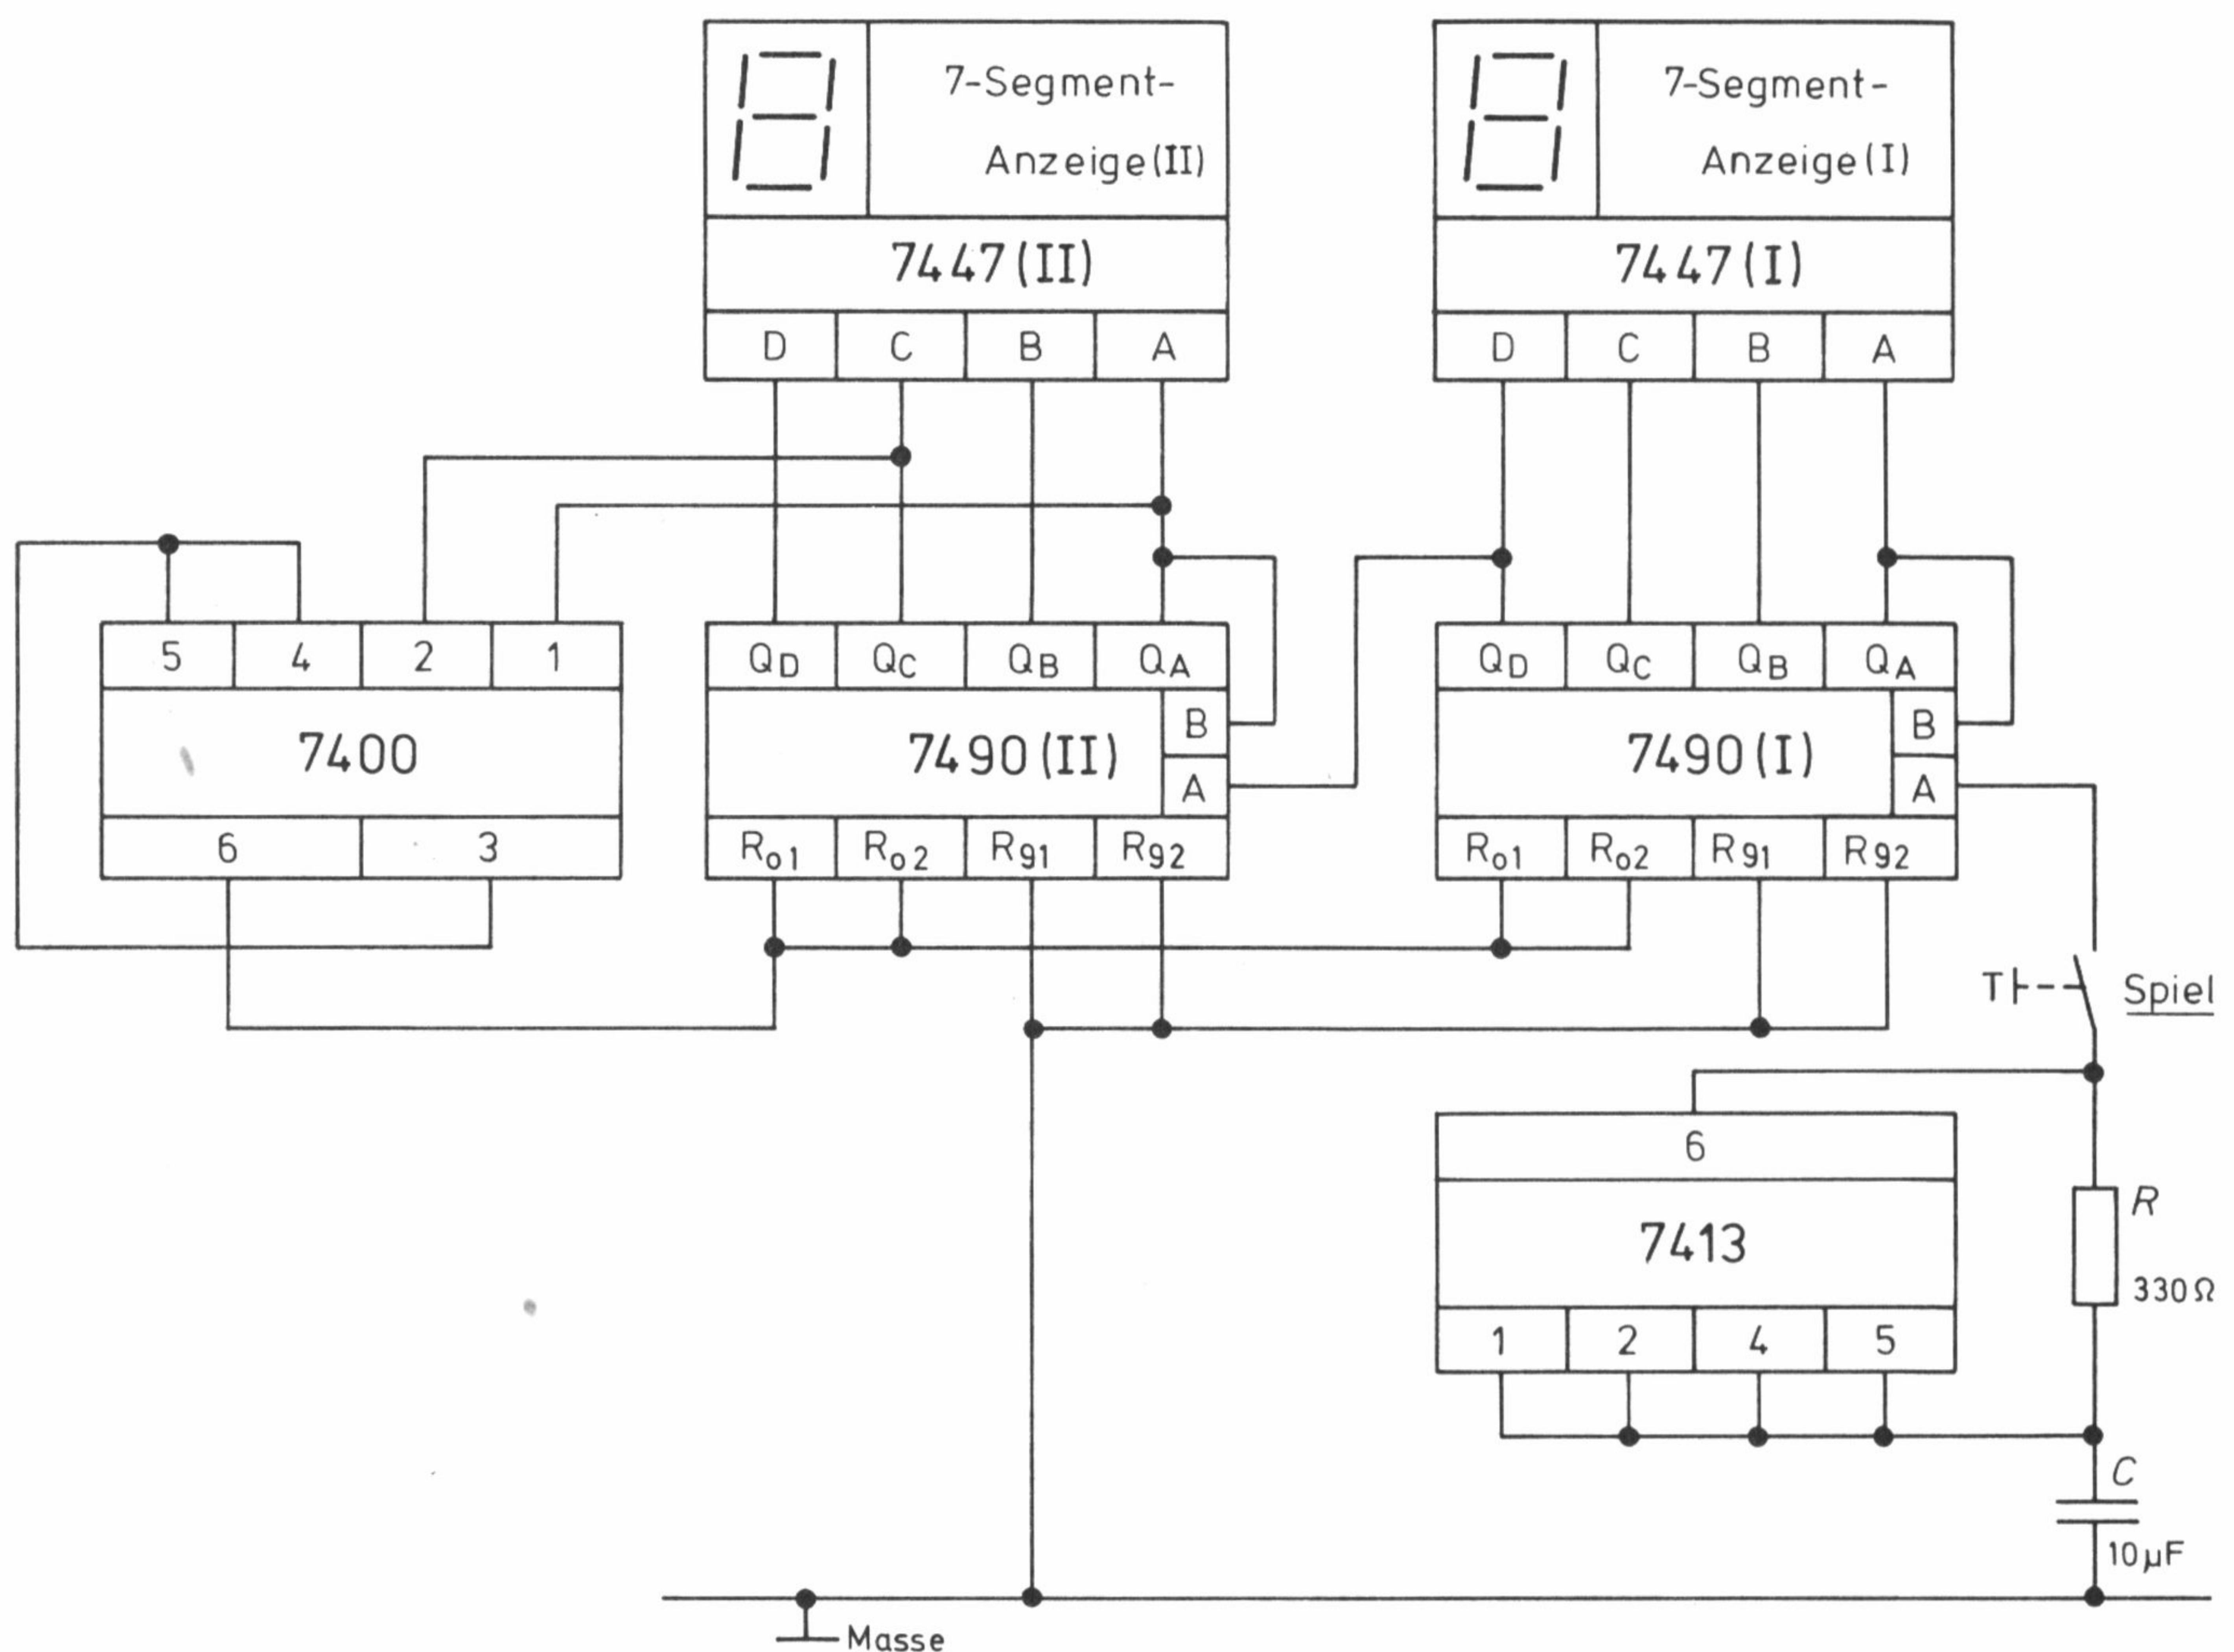 7-Segment-
Anzeige (II)
7-Segment-
Anzeige (I)
7447 (II)
7447 (I)
D C B A
D C B A
5 4 2 1
QD QC QB QA
QD QC QB QA
7400
7490 (II)
B
A
7490 (I)
B
A
6 3
Ro1 Ro2 R91 R92
Ro1 Ro2 R91 R92
T
Spiel
6
7413
R
330Ω
1 2 4 5
C
10µF
Masse